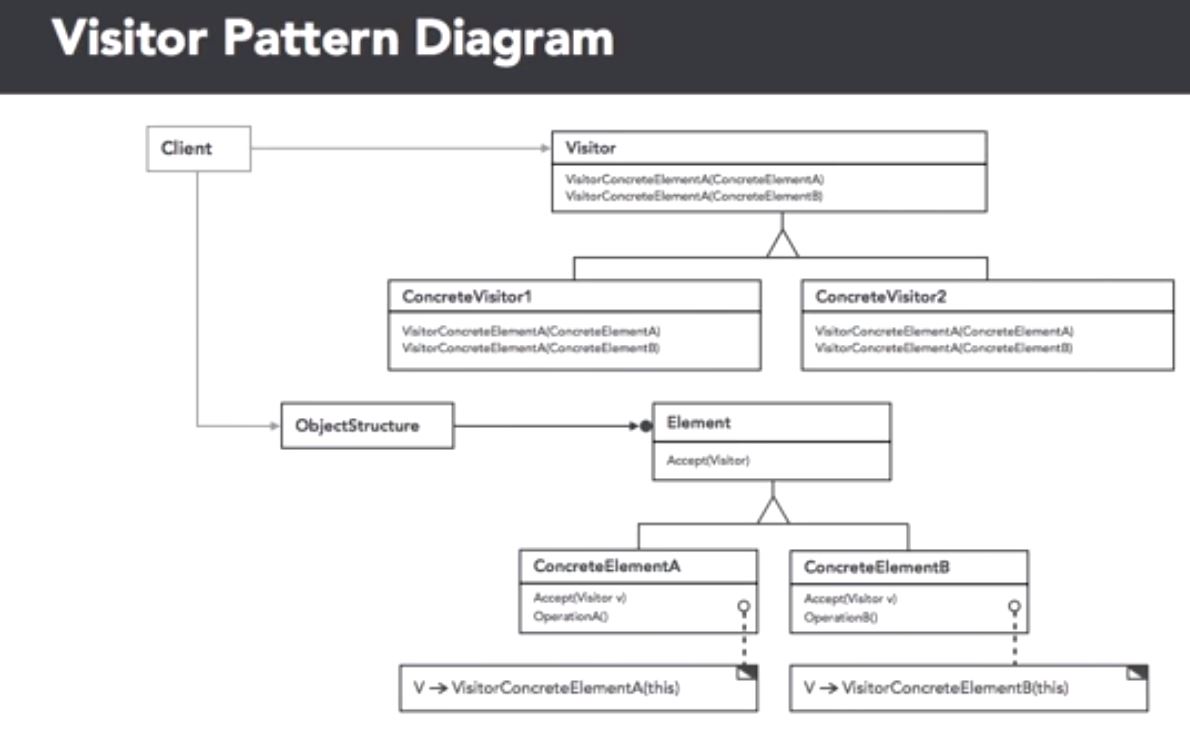 Visitor Pattern Diagram
Client
Visitor
VisitorConcreteElementA(ConcreteElementA)
VisitorConcreteElementA(ConcreteElementB)
ConcreteVisitor1
VisitorConcreteElementA(ConcreteElementA)
VisitorConcreteElementA(ConcreteElementB)
ConcreteVisitor2
VisitorConcreteElementA(ConcreteElementA)
VisitorConcreteElementA(ConcreteElementB)
ObjectStructure
Element
Accept(Visitor)
ConcreteElementA
Accept(Visitor v)
OperationA()
ConcreteElementB
Accept(Visitor v)
OperationB()
V → VisitorConcreteElementA(this)
V → VisitorConcreteElementB(this)